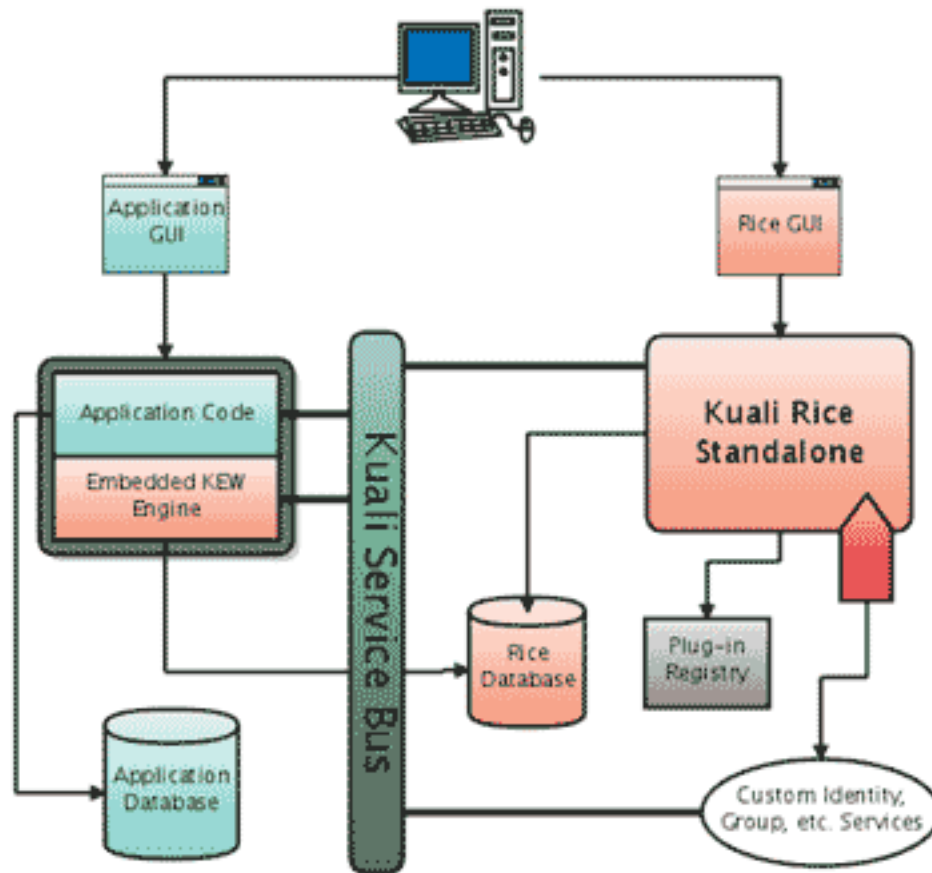 Application
GUI
Rice GUI
Application Code
Embedded KEW
Engine
Kuali Service Bus
Kuali Rice
Standalone
Rice
Database
Plug-in
Registry
Application
Database
Custom Identity,
Group, etc. Services